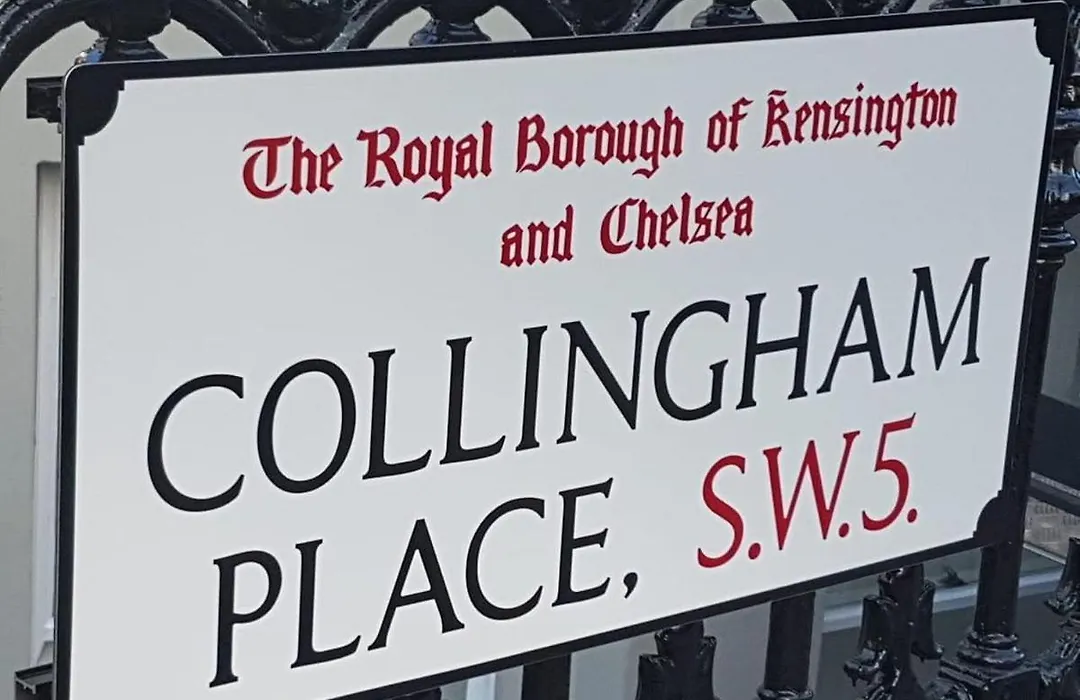 The Royal Borough of Kensington
and Chelsea
COLLINGHAM
PLACE, S.W.5.